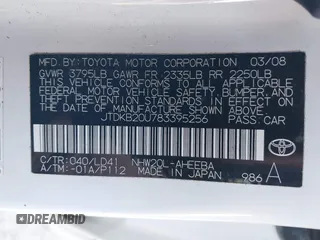 MFD. BY: TOYOTA MOTOR CORPORATION 03/08
GVWR 3795LB GAWR FR 2335LB RR 2250LB
THIS VEHICLE CONFORMS TO ALL APPLICABLE
FEDERAL MOTOR VEHICLE SAFETY, BUMPER, AND
THEFT PREVENTION STANDARDS IN EFFECT ON
THE DATE OF MANUFACTURE SHOWN ABOVE.
JTDKB20U783395256 PASS CAR
C/TR:040/LD41 NHW20L-AHEEBA
A/TM:-01A/P112 MADE IN JAPAN 986 A
TOYOTA
DREAMBID